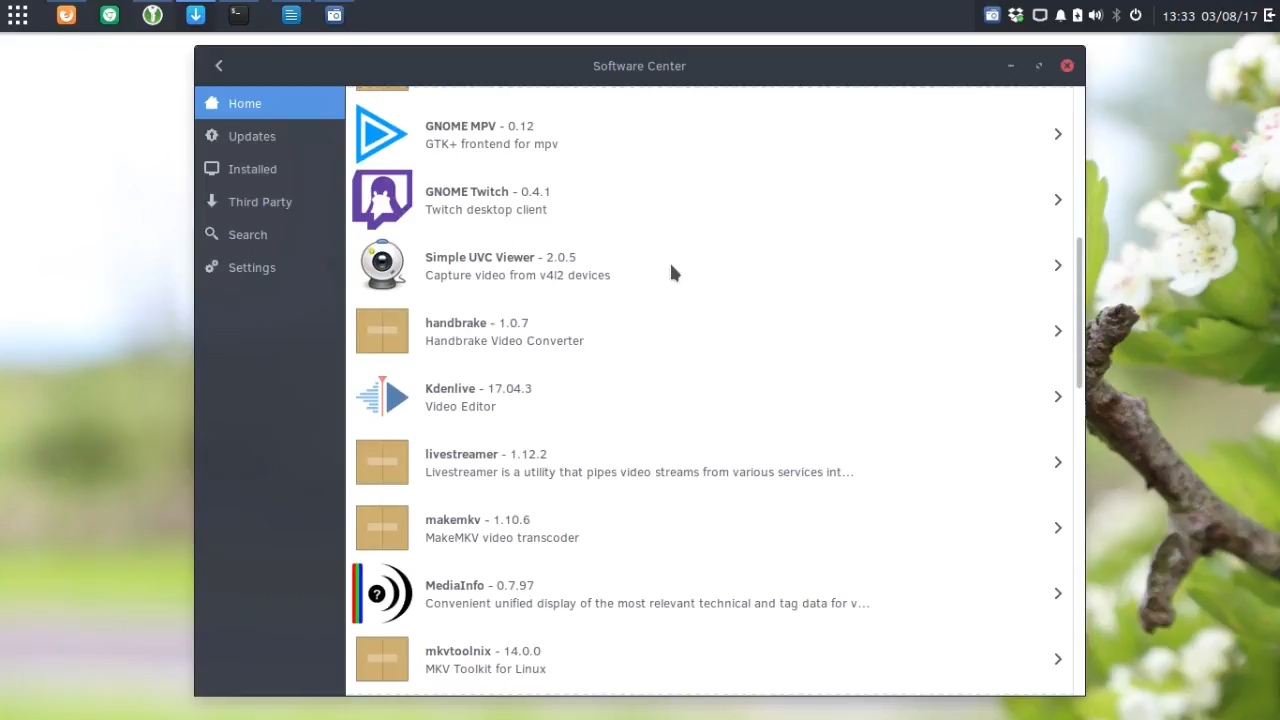 13:33 03/08/17
Software Center
Home
Updates
Installed
Third Party
Search
Settings
GNOME MPV - 0.12
GTK+ frontend for mpv
GNOME Twitch - 0.4.1
Twitch desktop client
Simple UVC Viewer - 2.0.5
Capture video from v4l2 devices
handbrake - 1.0.7
Handbrake Video Converter
Kdenlive - 17.04.3
Video Editor
livestreamer - 1.12.2
Livestreamer is a utility that pipes video streams from various services int...
makemkv - 1.10.6
MakeMKV video transcoder
MediaInfo - 0.7.97
Convenient unified display of the most relevant technical and tag data for v...
mkvtoolnix - 14.0.0
MKV Toolkit for Linux